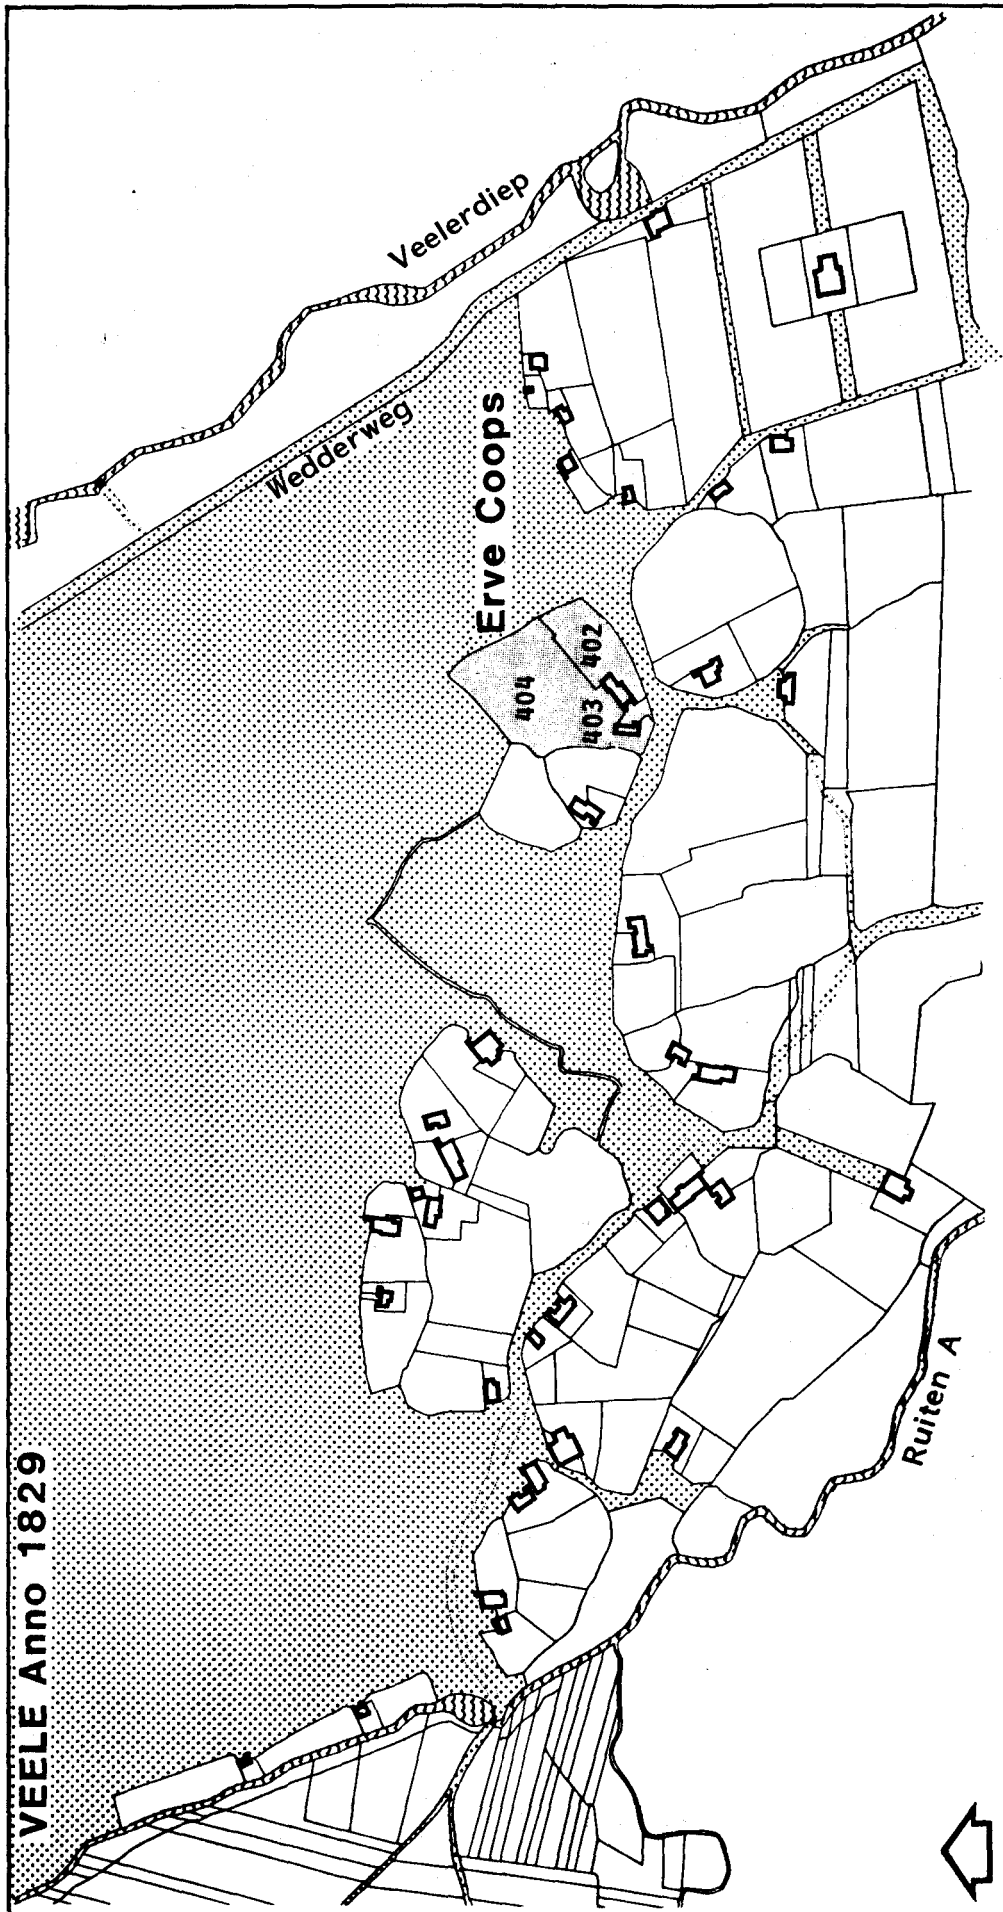 VEELE Anno 1829
Wedderweg
Veelerdiep
Erve Coops
404
402
403
Ruiten A